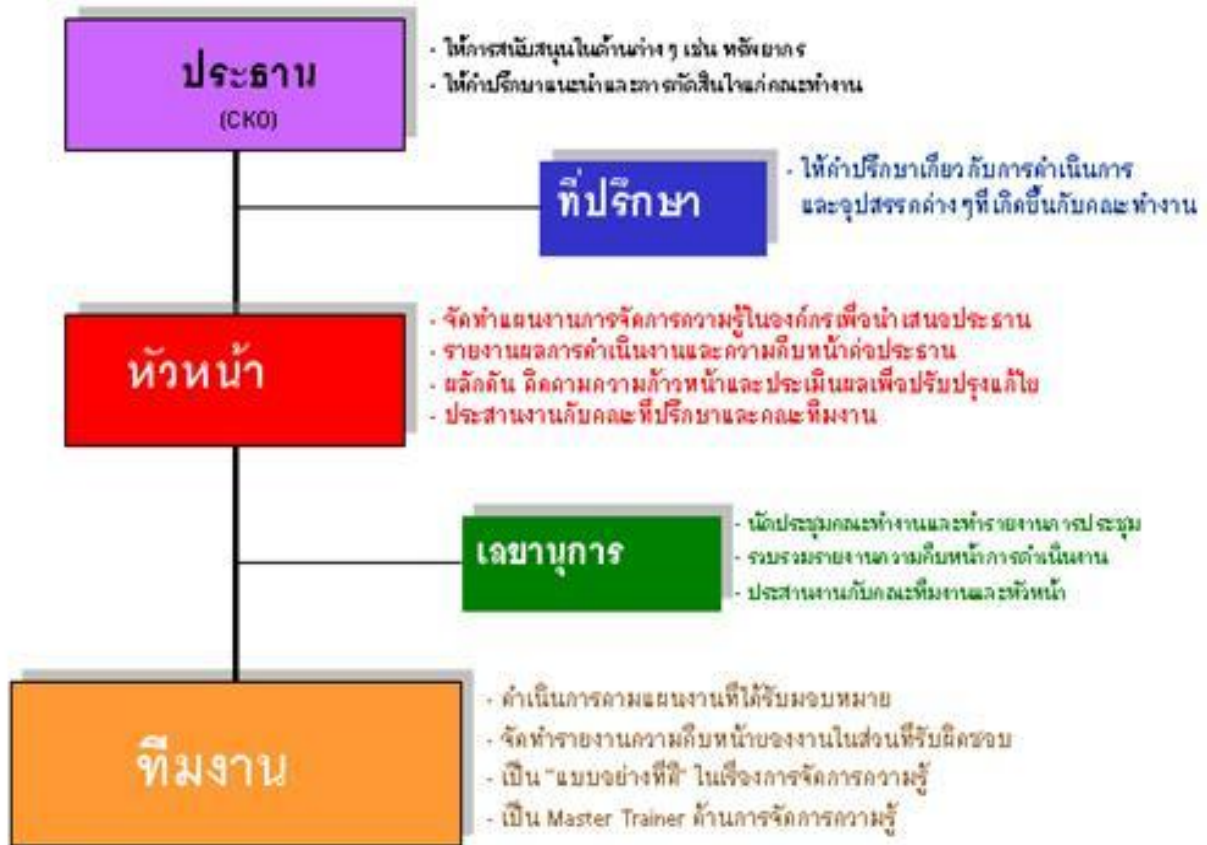 ประธาน
(CKO)
- ให้การสนับสนุนในด้านต่าง ๆ เช่น ทรัพยากร
- ให้คำปรึกษาแนะนำและการตัดสินใจแก่คณะทำงาน
ที่ปรึกษา
- ให้คำปรึกษาเกี่ยวกับการดำเนินการ
และอุปสรรคต่าง ๆที่เกิดขึ้นกับคณะทำงาน
หัวหน้า
- จัดทำแผนงานการจัดการความรู้ในองค์กรเพื่อนำเสนอประธาน
- รายงานผลการดำเนินงานและความคืบหน้าต่อประธาน
- ผลักดัน ติดตามความก้าวหน้าและประเมินผลเพื่อปรับปรุงแก้ไข
- ประสานงานกับคณะที่ปรึกษาและคณะทีมงาน
เลขานุการ
- นัดประชุมคณะทำงานและทำรายงานการประชุม
- รวบรวมรายงานความคืบหน้าการดำเนินงาน
- ประสานงานกับคณะทีมงานและหัวหน้า
ทีมงาน
- ดำเนินการตามแผนงานที่ได้รับมอบหมาย
- จัดทำรายงานความคืบหน้าของงานในส่วนที่รับผิดชอบ
- เป็น "แบบอย่างที่ดี" ในเรื่องการจัดการความรู้
- เป็น Master Trainer ด้านการจัดการความรู้